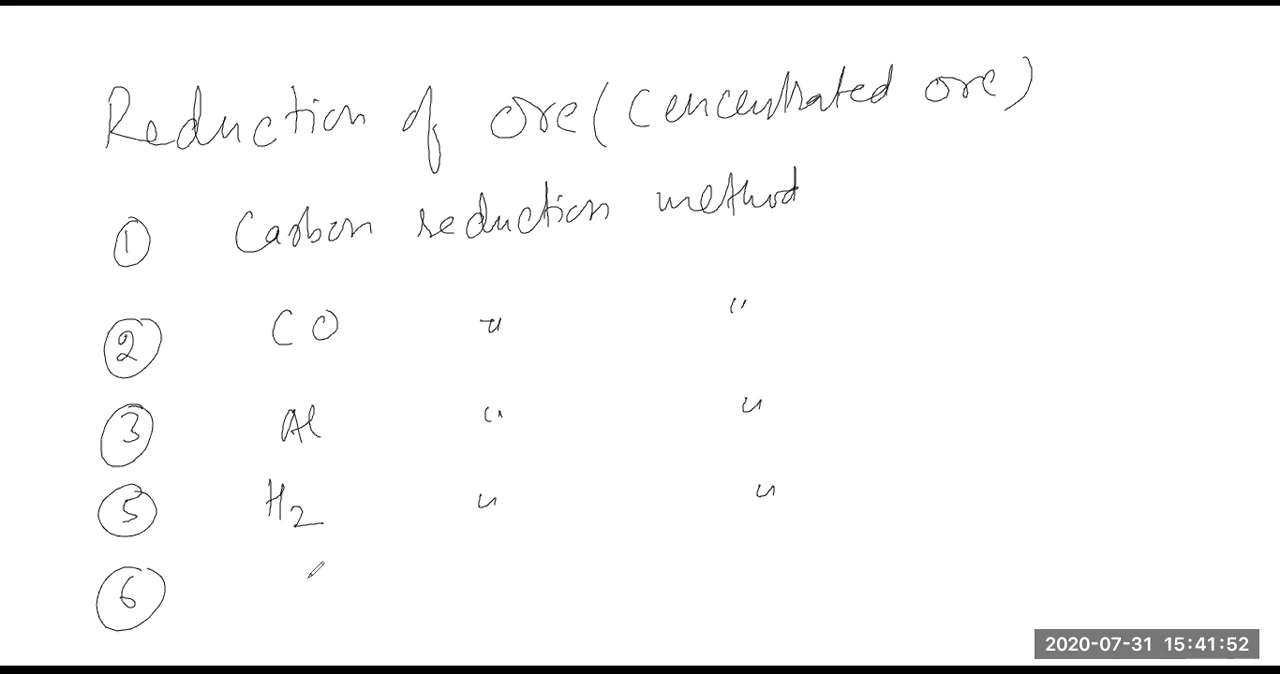 Reduction of ore (Cencentrated ore)
① Carbon reduction method
② CO " "
③ Al " "
⑤ H2 " "
⑥
2020-07-31 15:41:52